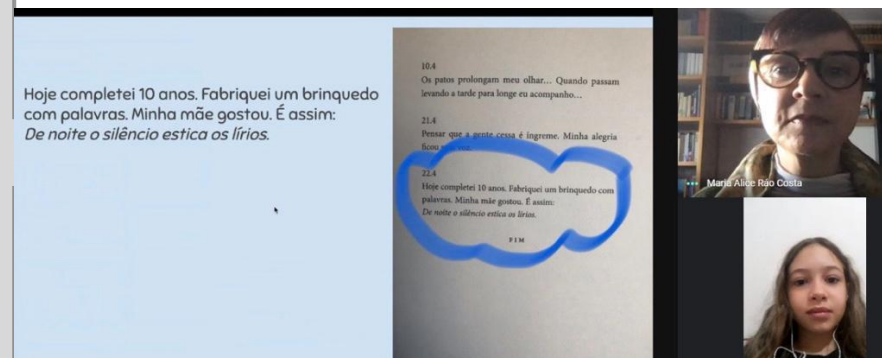 Hoje completei 10 anos. Fabriquei um brinquedo
com palavras. Minha mãe gostou. É assim:
De noite o silêncio estica os lírios.
10.4
Os patos prolongam meu olhar... Quando passam
levando a tarde para longe eu acompanho...
21.4
Pensar que a gente cessa é íngreme. Minha alegria
ficou sem voz.
22.4
Hoje completei 10 anos. Fabriquei um brinquedo com
palavras. Minha mãe gostou. É assim:
De noite o silêncio estica os lírios.
FIM
Maria Alice Rão Costa